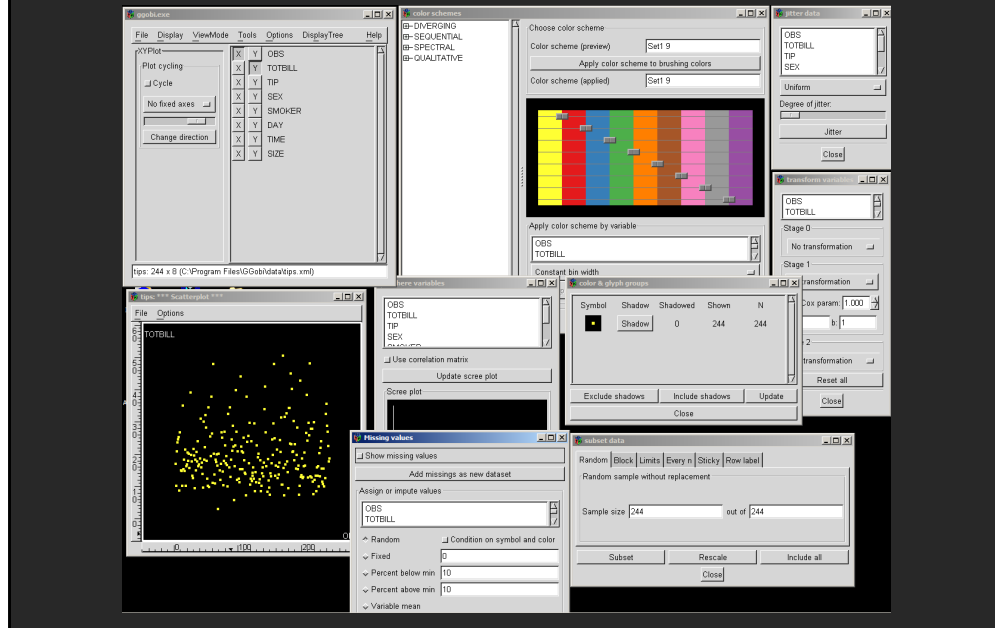 ggobi.exe
File Display ViewMode Tools Options DisplayTree Help
XYPlot
Plot cycling
Cycle
No fixed axes
Change direction
X Y OBS
X Y TOTBILL
X Y TIP
X Y SEX
X Y SMOKER
X Y DAY
X Y TIME
X Y SIZE
tips: 244 x 8 (C:\Program Files\GGobi\data\tips.xml)
color schemes
DIVERGING
SEQUENTIAL
SPECTRAL
QUALITATIVE
Choose color scheme
Color scheme (preview) Set1 9
Apply color scheme to brushing colors
Color scheme (applied) Set1 9
Apply color scheme by variable
OBS
TOTBILL
Constant bin width
jitter data
OBS
TOTBILL
TIP
SEX
Uniform
Degree of jitter:
Jitter
Close
transform variables
OBS
TOTBILL
Stage 0
No transformation
Stage 1
transformation
Cox param: 1.000
b: 1
2
transformation
Reset all
Close
tips: *** Scatterplot ***
File Options
TOTBILL
0 100 200
here variables
OBS
TOTBILL
TIP
SEX
SMOKER
Use correlation matrix
Update scree plot
Scree plot
color & glyph groups
Symbol Shadow Shadowed Shown N
Shadow 0 244 244
Exclude shadows Include shadows Update
Close
Missing values
Show missing values
Add missings as new dataset
Assign or impute values
OBS
TOTBILL
Random Condition on symbol and color
Fixed 0
Percent below min 10
Percent above min 10
Variable mean
subset data
Random Block Limits Every n Sticky Row label
Random sample without replacement
Sample size 244 out of 244
Subset Rescale Include all
Close